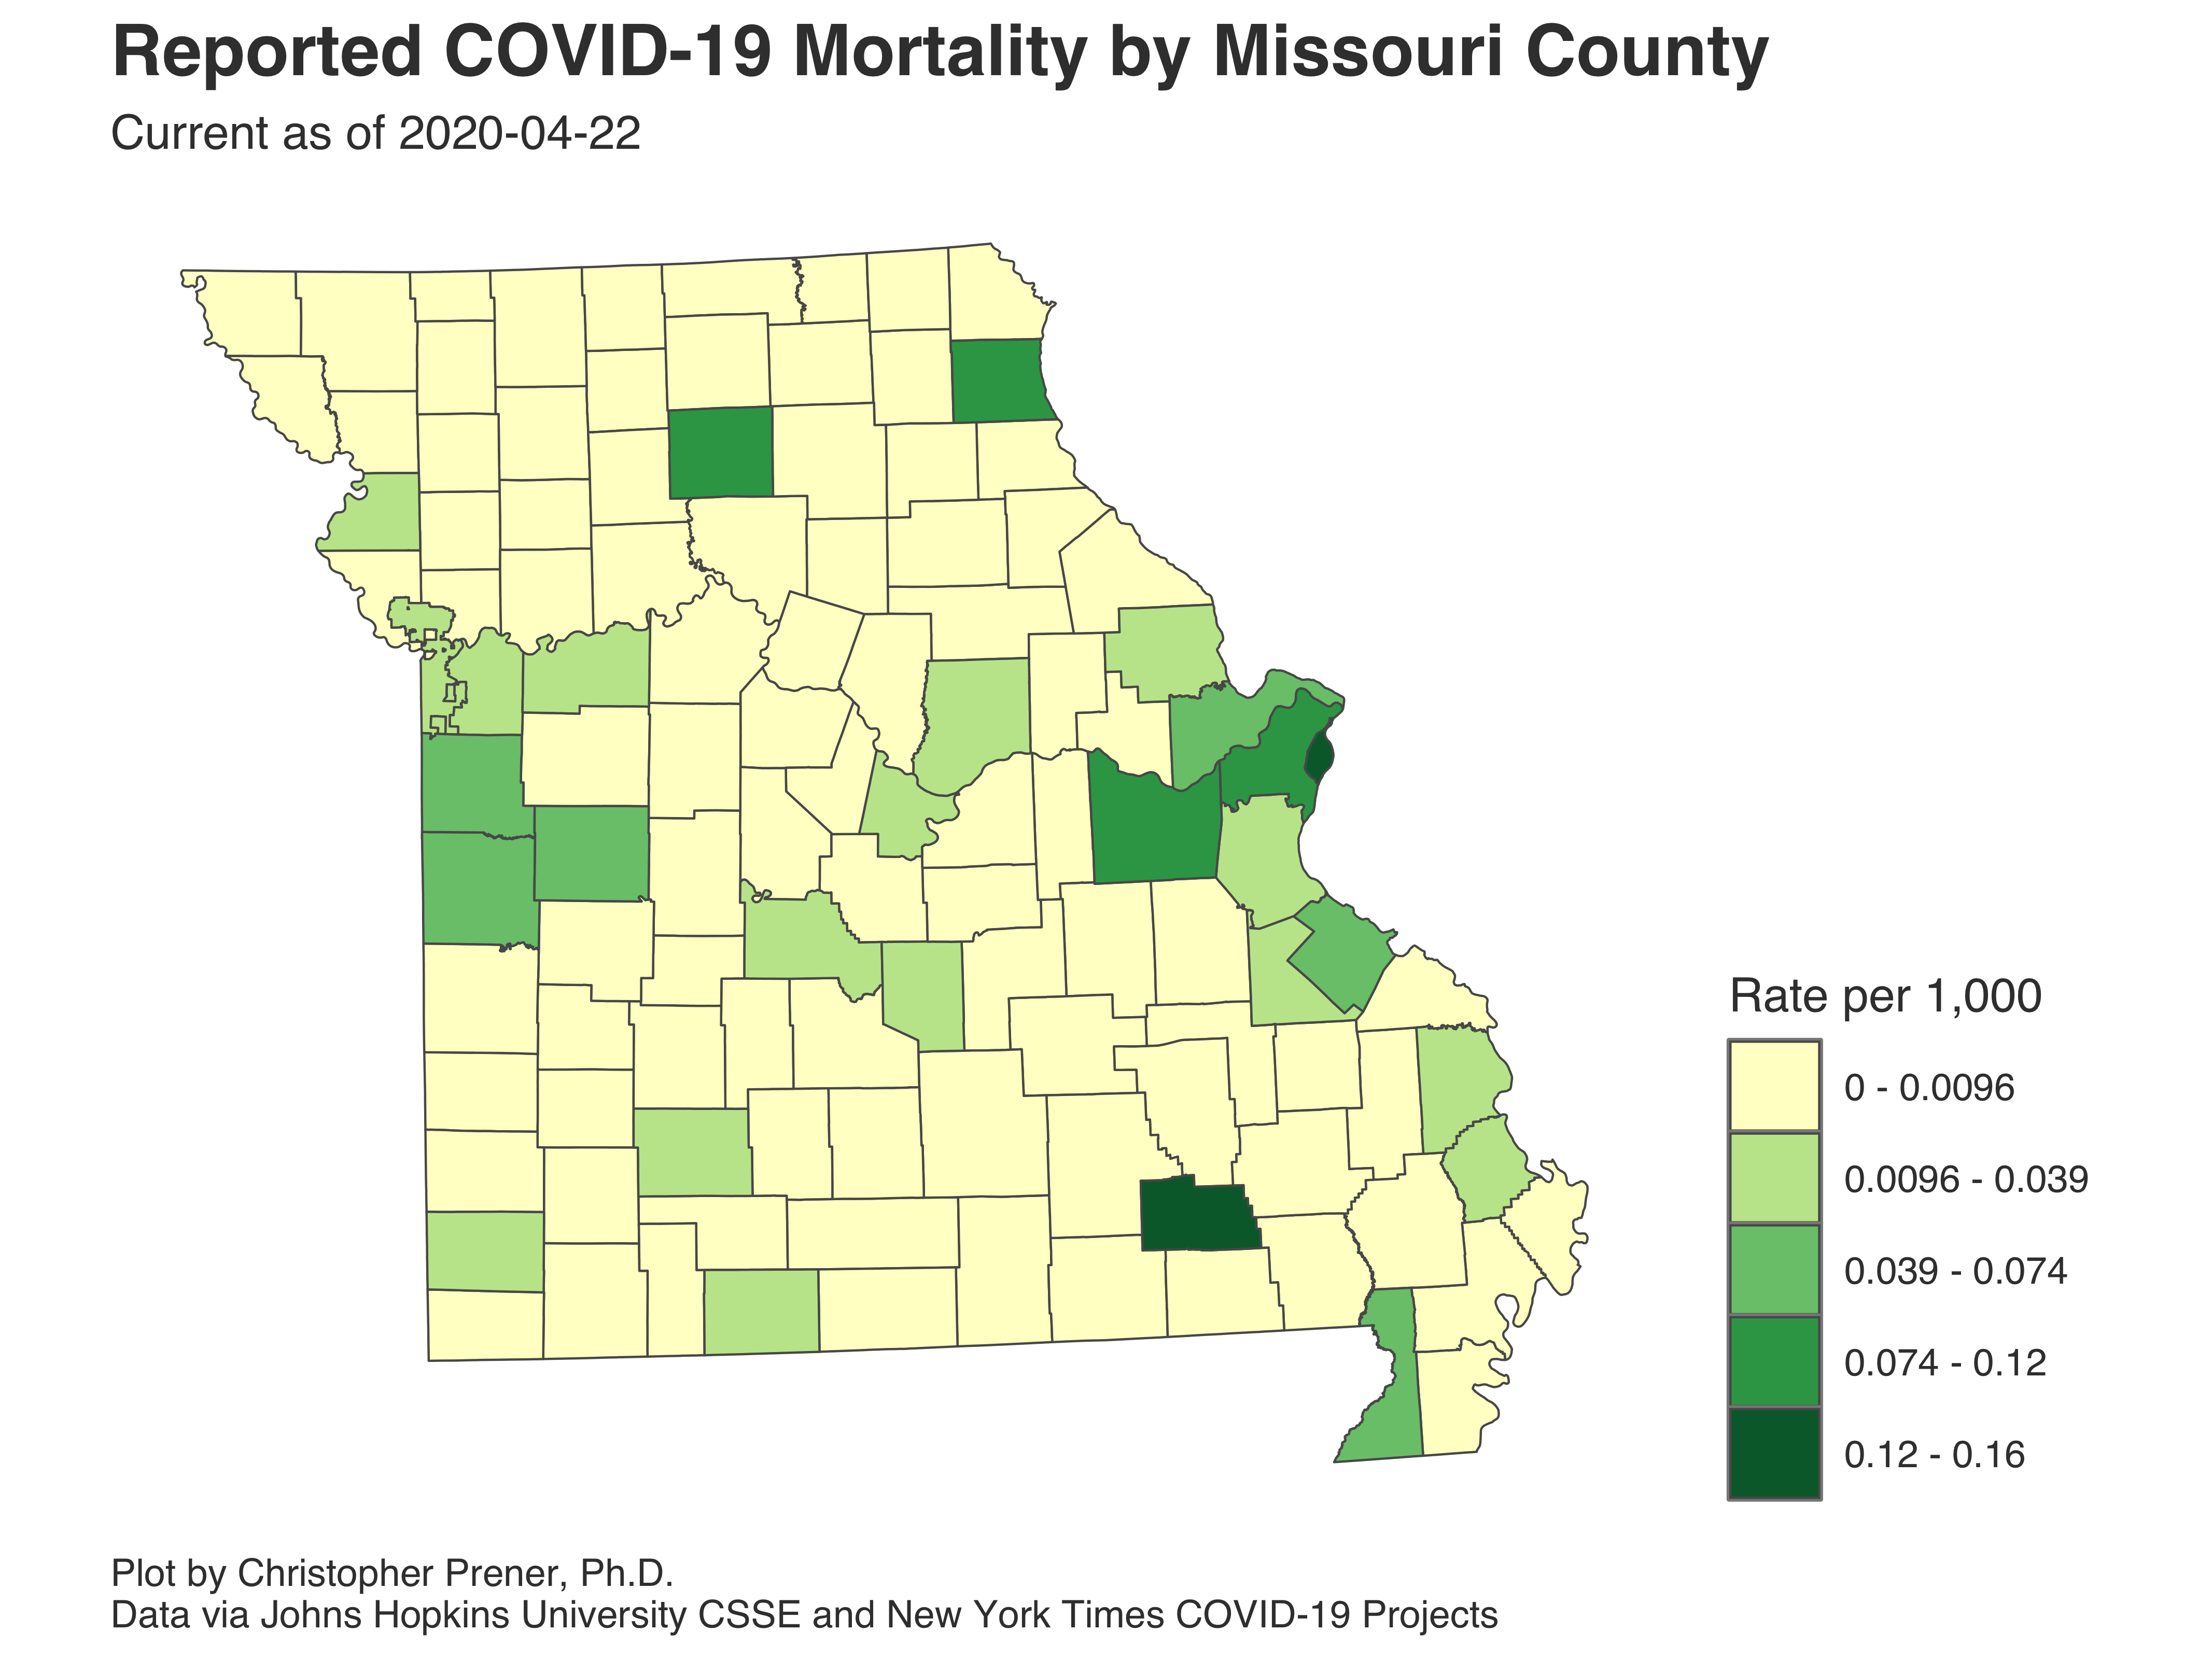 Reported COVID-19 Mortality by Missouri County
Current as of 2020-04-22
Rate per 1,000
0 - 0.0096
0.0096 - 0.039
0.039 - 0.074
0.074 - 0.12
0.12 - 0.16
Plot by Christopher Prener, Ph.D.
Data via Johns Hopkins University CSSE and New York Times COVID-19 Projects